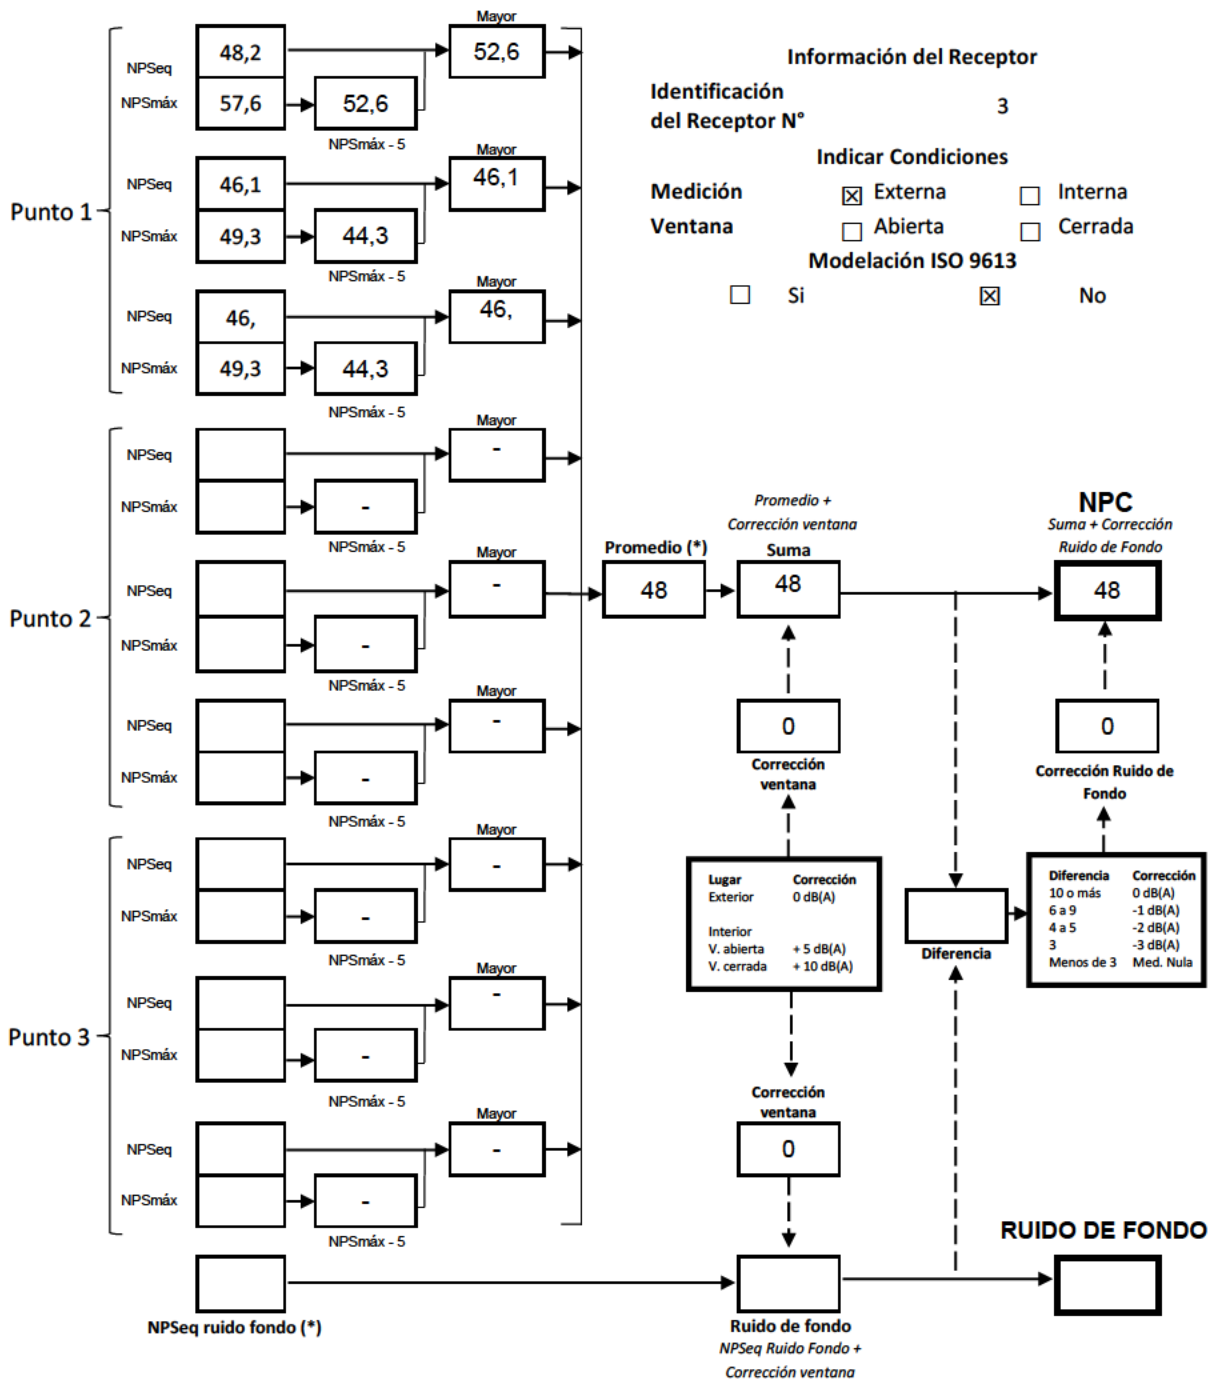 Mayor
NPSeq
48,2
52,6
NPSmáx
57,6
52,6
NPSmáx - 5
Información del Receptor
Identificación
del Receptor N°
3
Indicar Condiciones
Medición
☒ Externa
☐ Interna
Ventana
☐ Abierta
☐ Cerrada
Modelación ISO 9613
☐ Si
☒ No
Punto 1
Mayor
NPSeq
46,1
46,1
NPSmáx
49,3
44,3
NPSmáx - 5
Mayor
NPSeq
46,
46,
NPSmáx
49,3
44,3
NPSmáx - 5
Punto 2
Mayor
NPSeq
-
NPSmáx
-
NPSmáx - 5
Mayor
NPSeq
-
NPSmáx
-
NPSmáx - 5
Mayor
NPSeq
-
NPSmáx
-
NPSmáx - 5
Punto 3
Mayor
NPSeq
-
NPSmáx
-
NPSmáx - 5
Mayor
NPSeq
-
NPSmáx
-
NPSmáx - 5
Mayor
NPSeq
-
NPSmáx
-
NPSmáx - 5
NPSeq ruido fondo (*)
Promedio (*)
48
Promedio +
Corrección ventana
Suma
48
0
Corrección
ventana
Lugar Corrección
Exterior 0 dB(A)
Interior
V. abierta + 5 dB(A)
V. cerrada + 10 dB(A)
Corrección
ventana
0
Ruido de fondo
NPSeq Ruido Fondo +
Corrección ventana
NPC
Suma + Corrección
Ruido de Fondo
48
0
Corrección Ruido de
Fondo
Diferencia
Diferencia Corrección
10 o más 0 dB(A)
6 a 9 -1 dB(A)
4 a 5 -2 dB(A)
3 -3 dB(A)
Menos de 3 Med. Nula
RUIDO DE FONDO